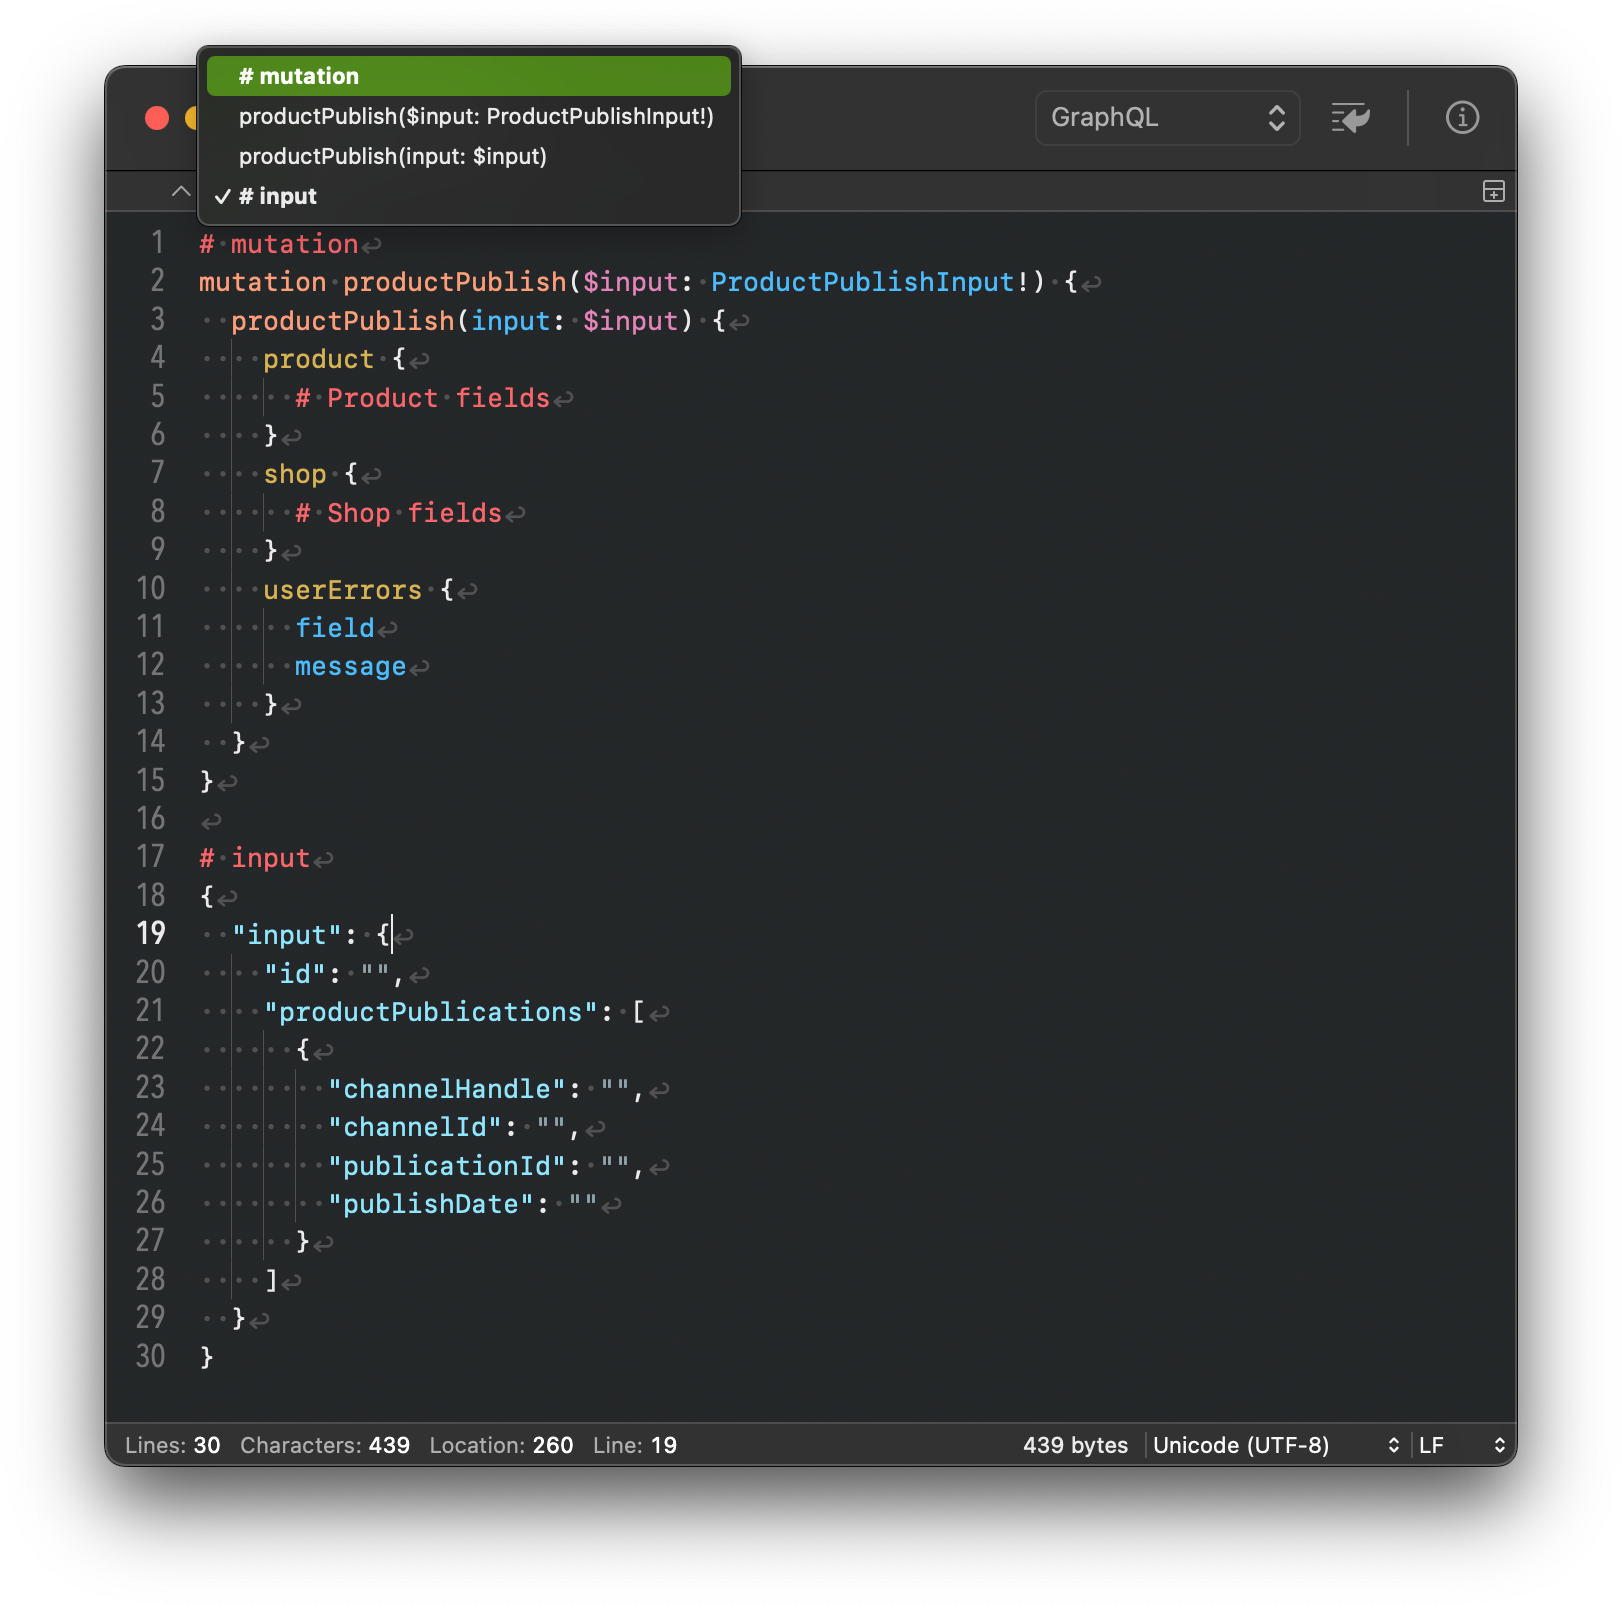 # mutation
productPublish($input: ProductPublishInput!)
productPublish(input: $input)
✓ # input
GraphQL
1 # mutation
2 mutation productPublish($input: ProductPublishInput!) {
3   productPublish(input: $input) {
4     product {
5       # Product fields
6     }
7     shop {
8       # Shop fields
9     }
10     userErrors {
11       field
12       message
13     }
14   }
15 }
16
17 # input
18 {
19   "input": {
20     "id": "",
21     "productPublications": [
22       {
23         "channelHandle": "",
24         "channelId": "",
25         "publicationId": "",
26         "publishDate": ""
27       }
28     ]
29   }
30 }
Lines: 30 Characters: 439 Location: 260 Line: 19 439 bytes Unicode (UTF-8) LF